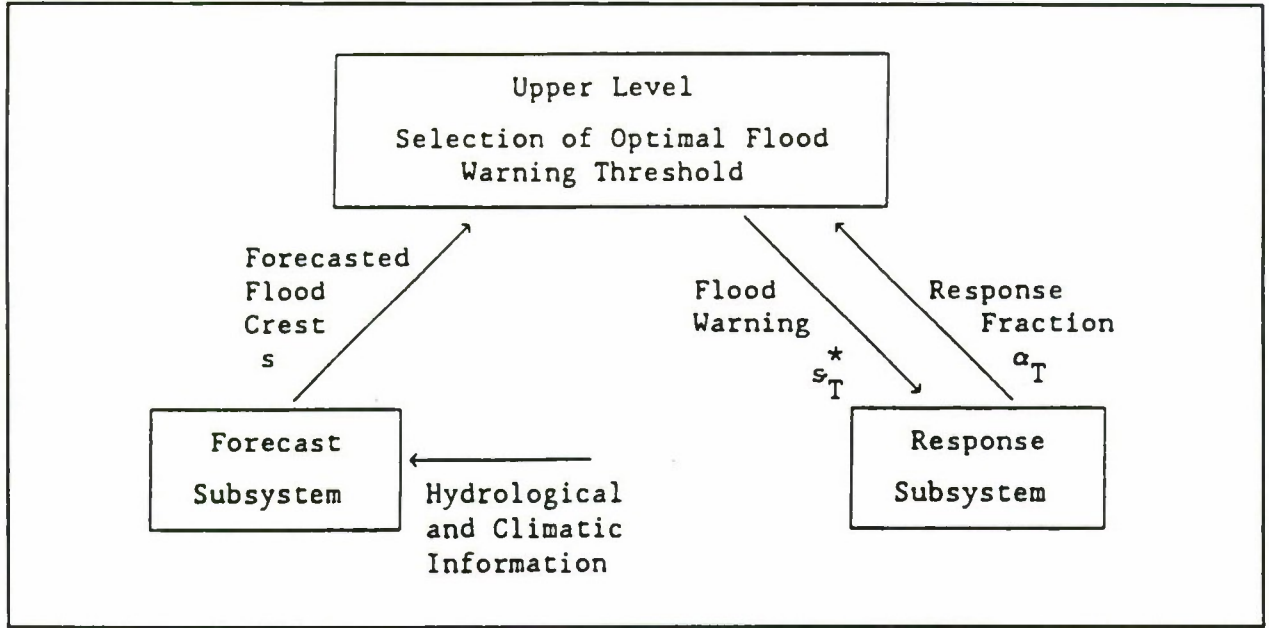 Upper Level
Selection of Optimal Flood
Warning Threshold
Forecasted
Flood
Crest
s
Flood
Warning
s*T
Response
Fraction
αT
Forecast
Subsystem
Hydrological
and Climatic
Information
Response
Subsystem